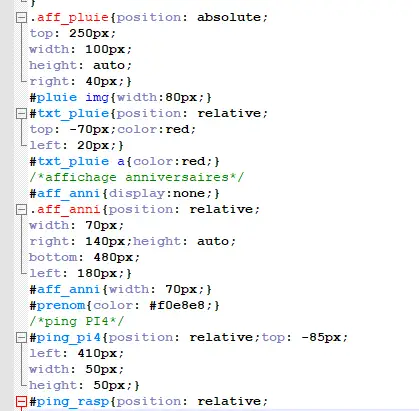 }
.aff_pluie{position: absolute;
top: 250px;
width: 100px;
height: auto;
right: 40px;}
#pluie img{width:80px;}
#txt_pluie{position: relative;
top: -70px;color:red;
left: 20px;}
#txt_pluie a{color:red;}
/*affichage anniversaires*/
#aff_anni{display:none;}
.aff_anni{position: relative;
width: 70px;
right: 140px;height: auto;
bottom: 480px;
left: 180px;}
#aff_anni{width: 70px;}
#prenom{color: #f0e8e8;}
/*ping PI4*/
#ping_pi4{position: relative;top: -85px;
left: 410px;
width: 50px;
height: 50px;}
#ping_rasp{position: relative;